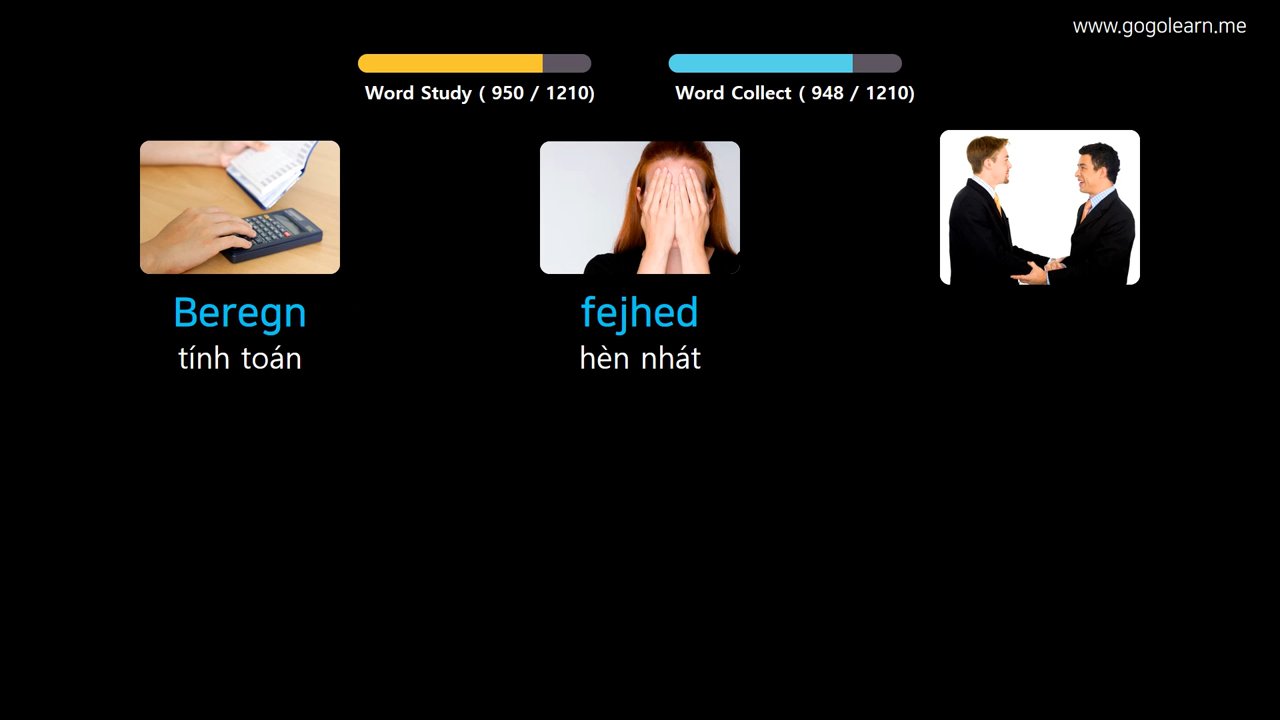 www.gogolearn.me
Word Study ( 950 / 1210)
Word Collect ( 948 / 1210)
Beregn
tính toán
fejhed
hèn nhát